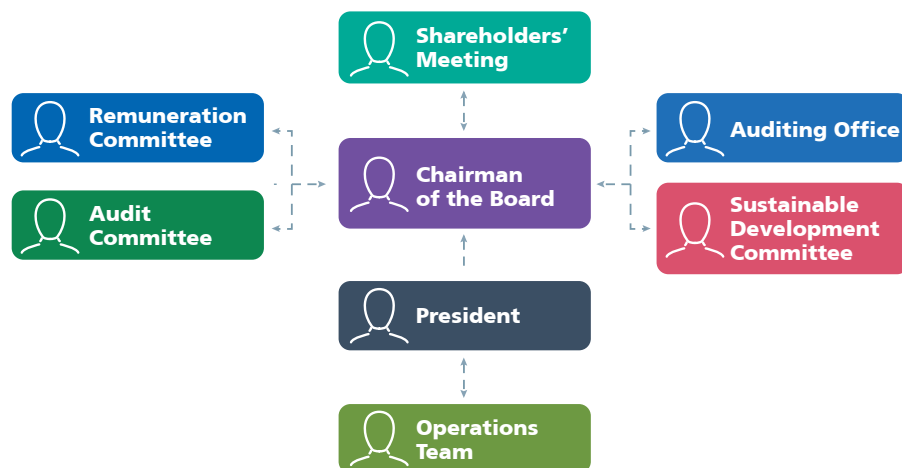 Shareholders’
Meeting
Remuneration
Committee
Auditing Office
Chairman
of the Board
Audit
Committee
Sustainable
Development
Committee
President
Operations
Team